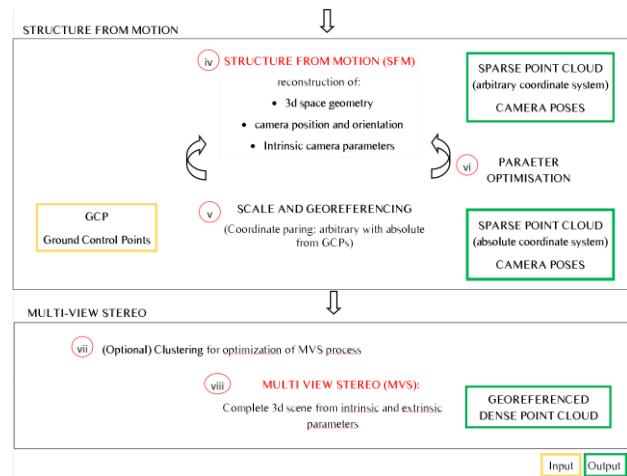 STRUCTURE FROM MOTION
iv STRUCTURE FROM MOTION (SFM)
reconstruction of:
• 3d space geometry
• camera position and orientation
• Intrinsic camera parameters
SPARSE POINT CLOUD
(arbitrary coordinate system)
CAMERA POSES
vi PARAETER
OPTIMISATION
GCP
Ground Control Points
v SCALE AND GEOREFERENCING
(Coordinate paring: arbitrary with absolute
from GCPs)
SPARSE POINT CLOUD
(absolute coordinate system)
CAMERA POSES
MULTI-VIEW STEREO
vii (Optional) Clustering for optimization of MVS process
viii MULTI VIEW STEREO (MVS):
Complete 3d scene from intrinsic and extrinsic
parameters
GEOREFERENCED
DENSE POINT CLOUD
Input Output